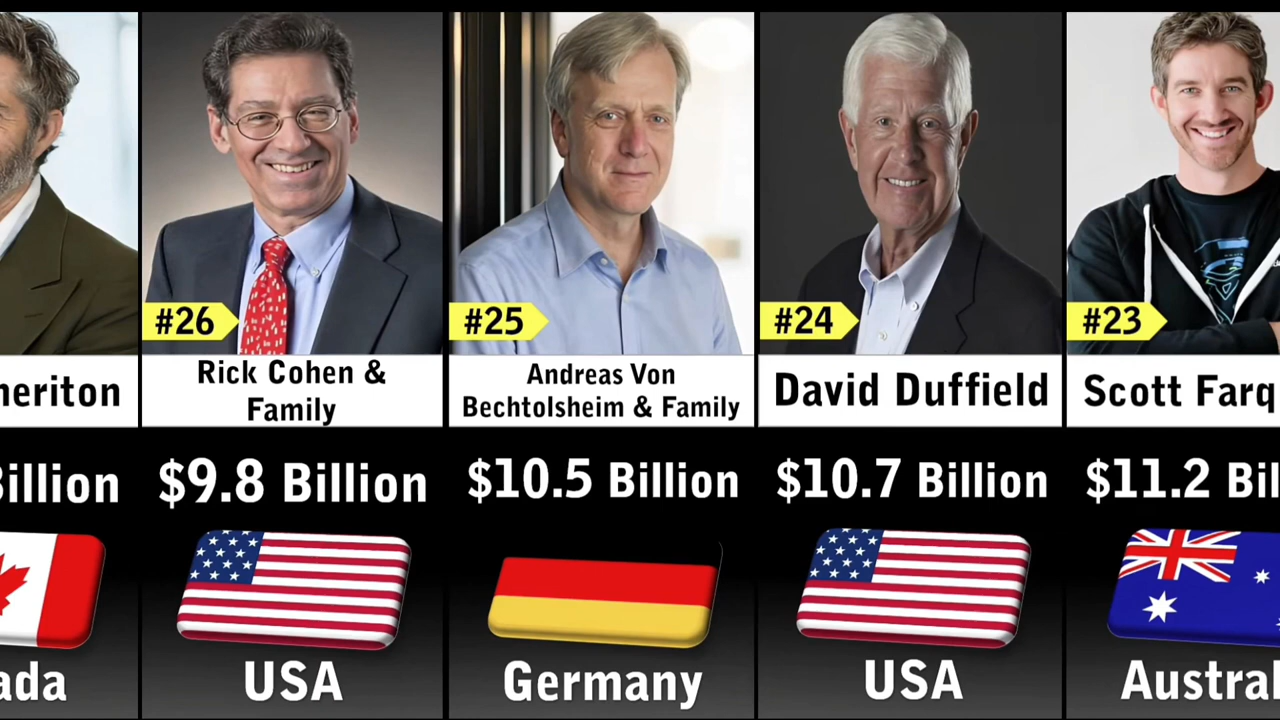 #26
#25
#24
#23
heriton
Rick Cohen &
Family
Andreas Von
Bechtolsheim & Family
David Duffield
Scott Farq
Billion
$9.8 Billion
$10.5 Billion
$10.7 Billion
$11.2 Bil
ada
USA
Germany
USA
Austral